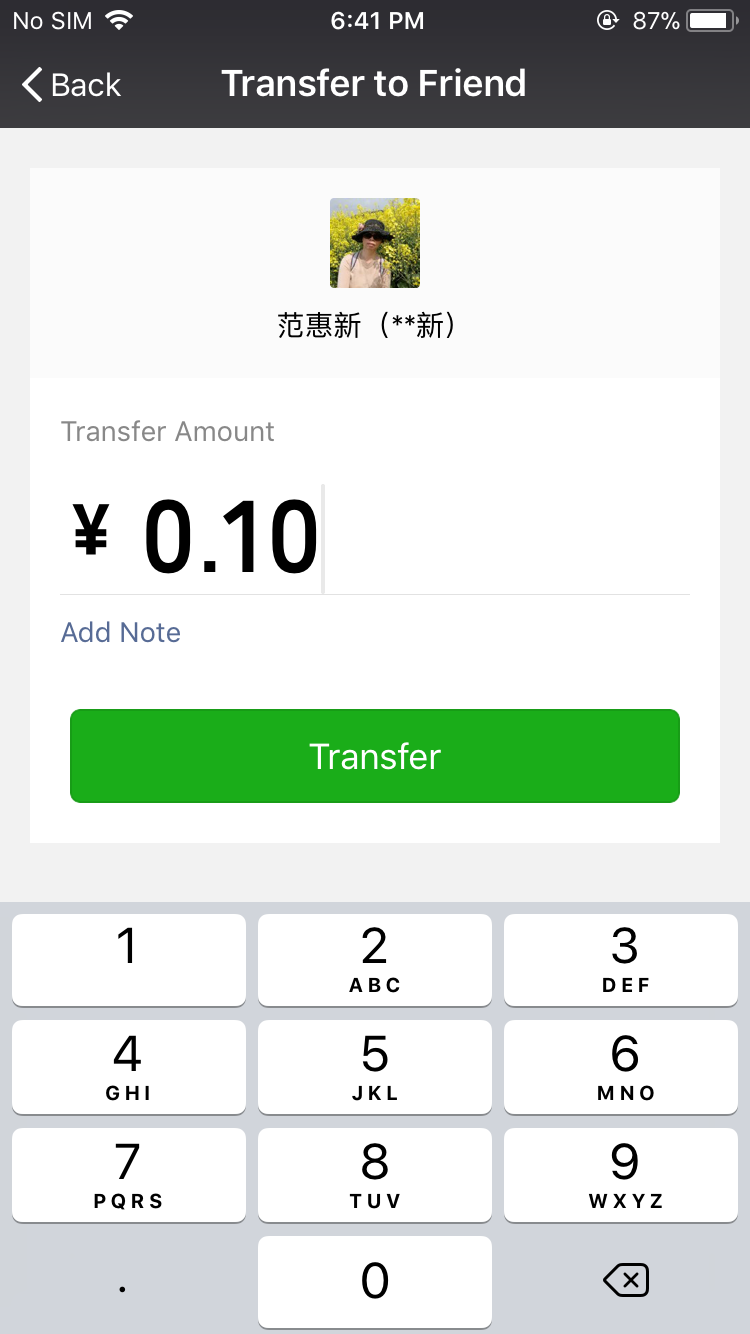 No SIM 6:41 PM 87%
Back Transfer to Friend
范惠新（**新）
Transfer Amount
¥ 0.10
Add Note
Transfer
1 2 3
ABC DEF
4 5 6
GHI JKL MNO
7 8 9
PQRS TUV WXYZ
. 0